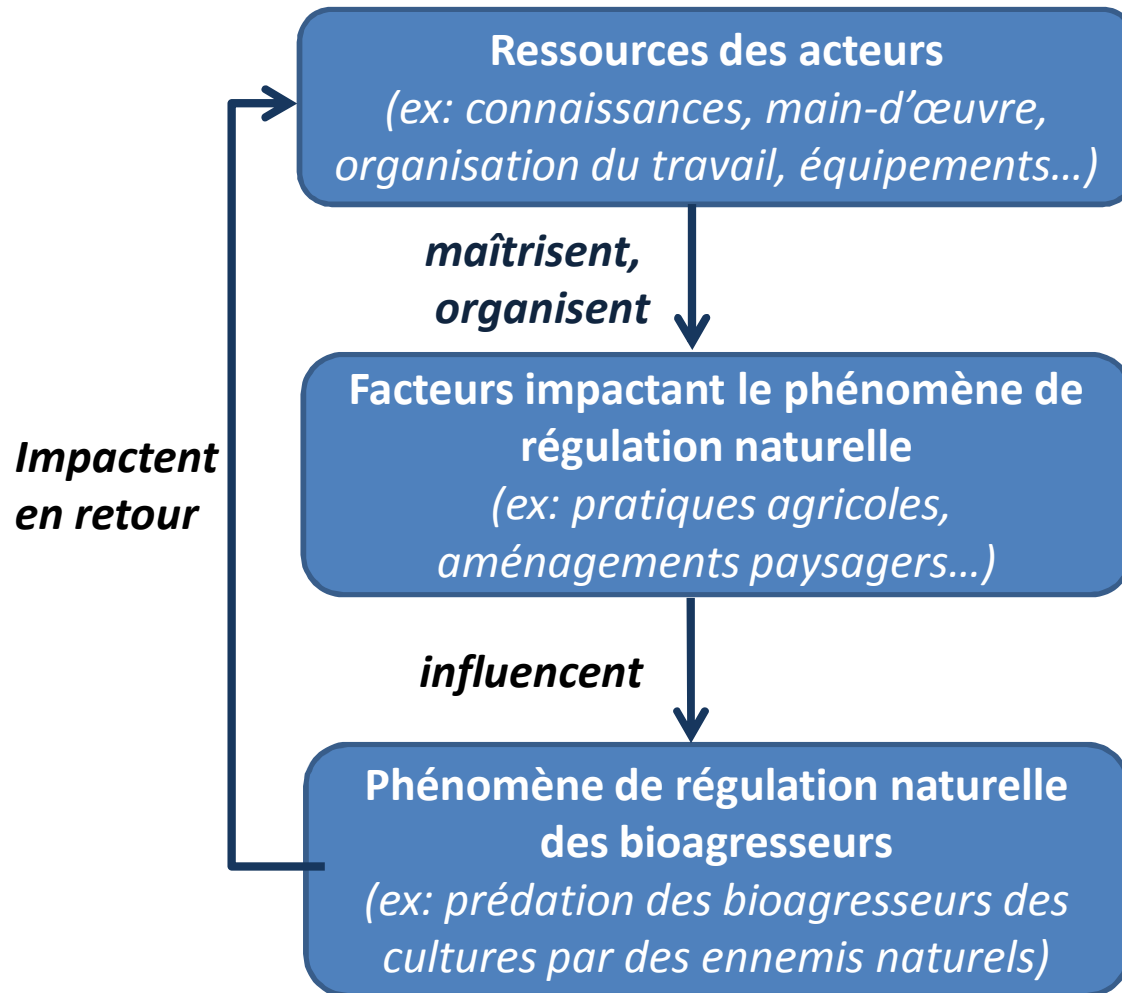 Ressources des acteurs
(ex: connaissances, main-d’œuvre,
organisation du travail, équipements…)
maîtrisent,
organisent
Facteurs impactant le phénomène de
régulation naturelle
(ex: pratiques agricoles,
aménagements paysagers…)
Impactent
en retour
influencent
Phénomène de régulation naturelle
des bioagresseurs
(ex: prédation des bioagresseurs des
cultures par des ennemis naturels)